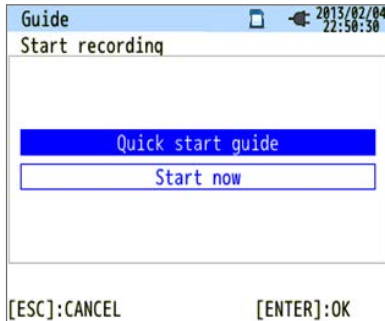 Guide 2013/02/04
22:50:30
Start recording
Quick start guide
Start now
[ESC]:CANCEL [ENTER]:OK